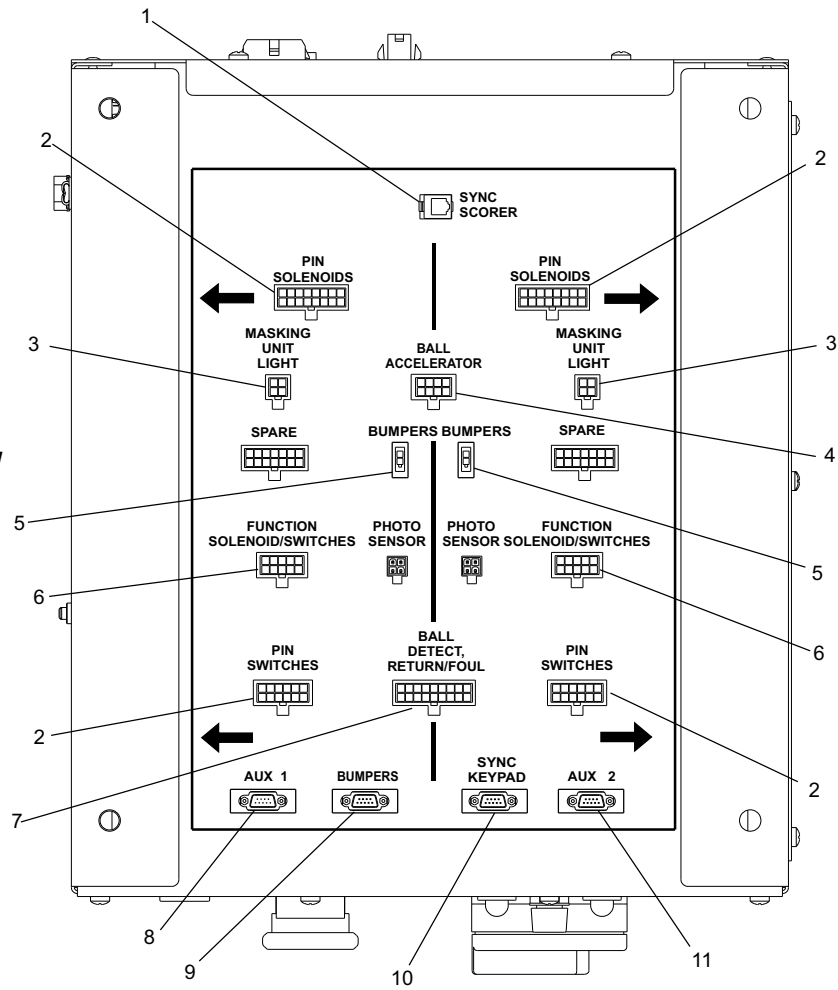 1
2
2
SYNC
SCORER
PIN
SOLENOIDS
PIN
SOLENOIDS
3
MASKING
UNIT
LIGHT
BALL
ACCELERATOR
MASKING
UNIT
LIGHT
3
SPARE
BUMPERS
BUMPERS
SPARE
4
5
FUNCTION
SOLENOID/SWITCHES
PHOTO
SENSOR
PHOTO
SENSOR
FUNCTION
SOLENOID/SWITCHES
5
6
6
PIN
SWITCHES
BALL
DETECT,
RETURN/FOUL
PIN
SWITCHES
2
2
AUX 1
BUMPERS
SYNC
KEYPAD
AUX 2
7
8
9
10
11